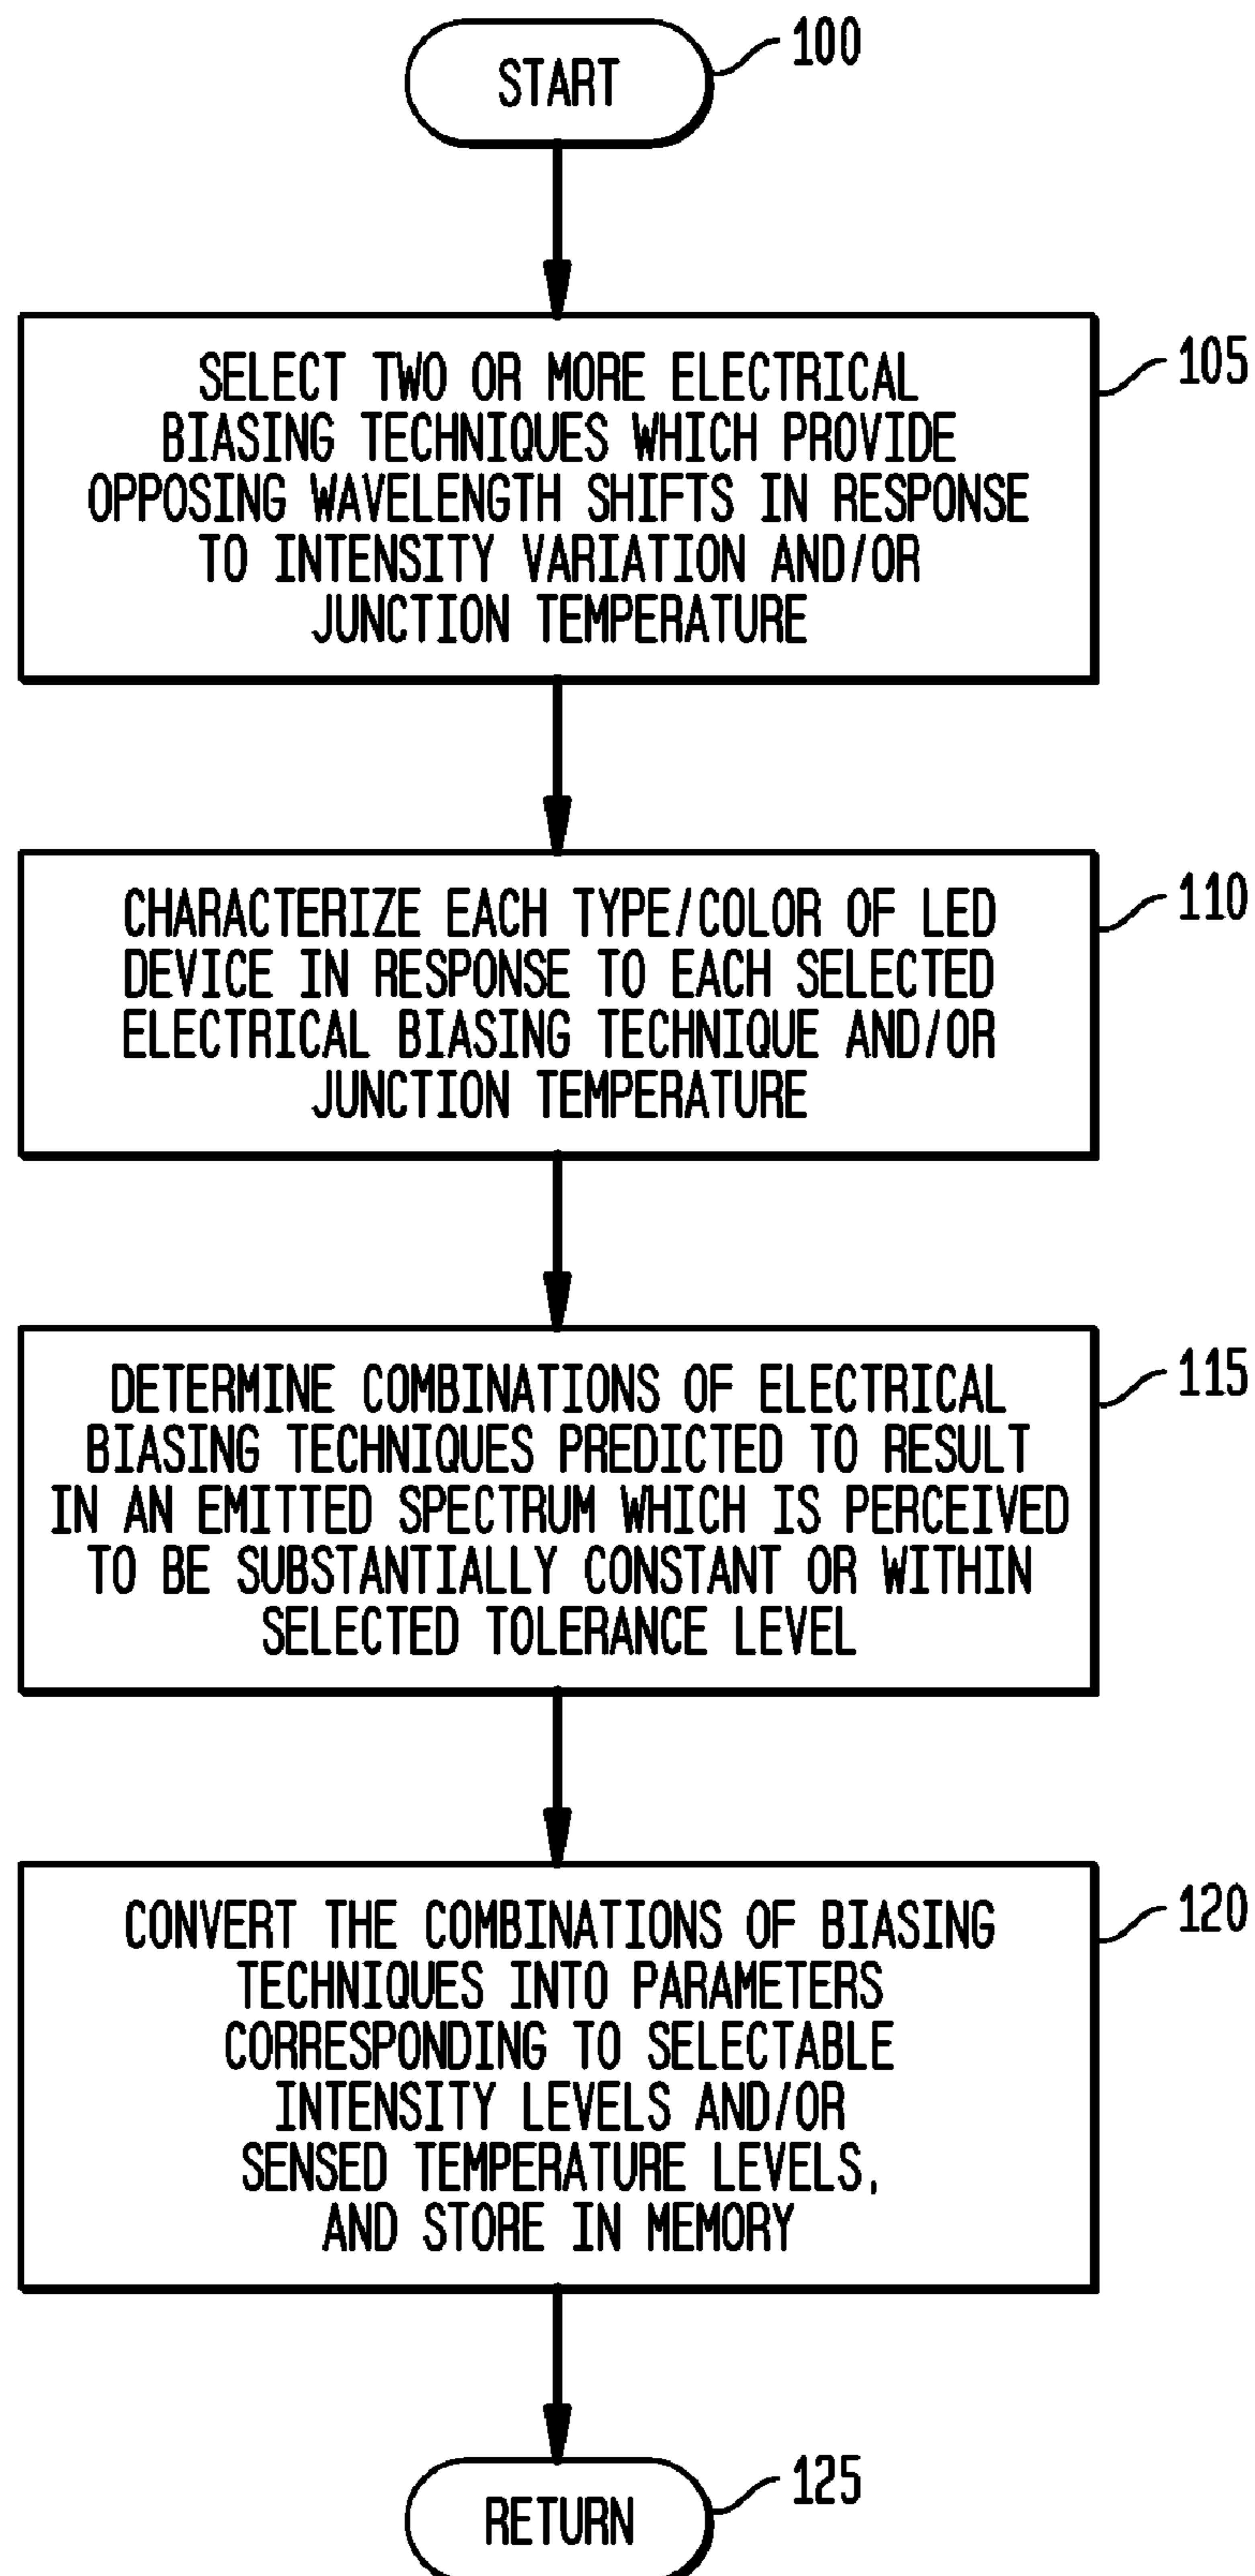 START
100
SELECT TWO OR MORE ELECTRICAL
BIASING TECHNIQUES WHICH PROVIDE
OPPOSING WAVELENGTH SHIFTS IN RESPONSE
TO INTENSITY VARIATION AND/OR
JUNCTION TEMPERATURE
105
CHARACTERIZE EACH TYPE/COLOR OF LED
DEVICE IN RESPONSE TO EACH SELECTED
ELECTRICAL BIASING TECHNIQUE AND/OR
JUNCTION TEMPERATURE
110
DETERMINE COMBINATIONS OF ELECTRICAL
BIASING TECHNIQUES PREDICTED TO RESULT
IN AN EMITTED SPECTRUM WHICH IS PERCEIVED
TO BE SUBSTANTIALLY CONSTANT OR WITHIN
SELECTED TOLERANCE LEVEL
115
CONVERT THE COMBINATIONS OF BIASING
TECHNIQUES INTO PARAMETERS
CORRESPONDING TO SELECTABLE
INTENSITY LEVELS AND/OR
SENSED TEMPERATURE LEVELS,
AND STORE IN MEMORY
120
RETURN
125